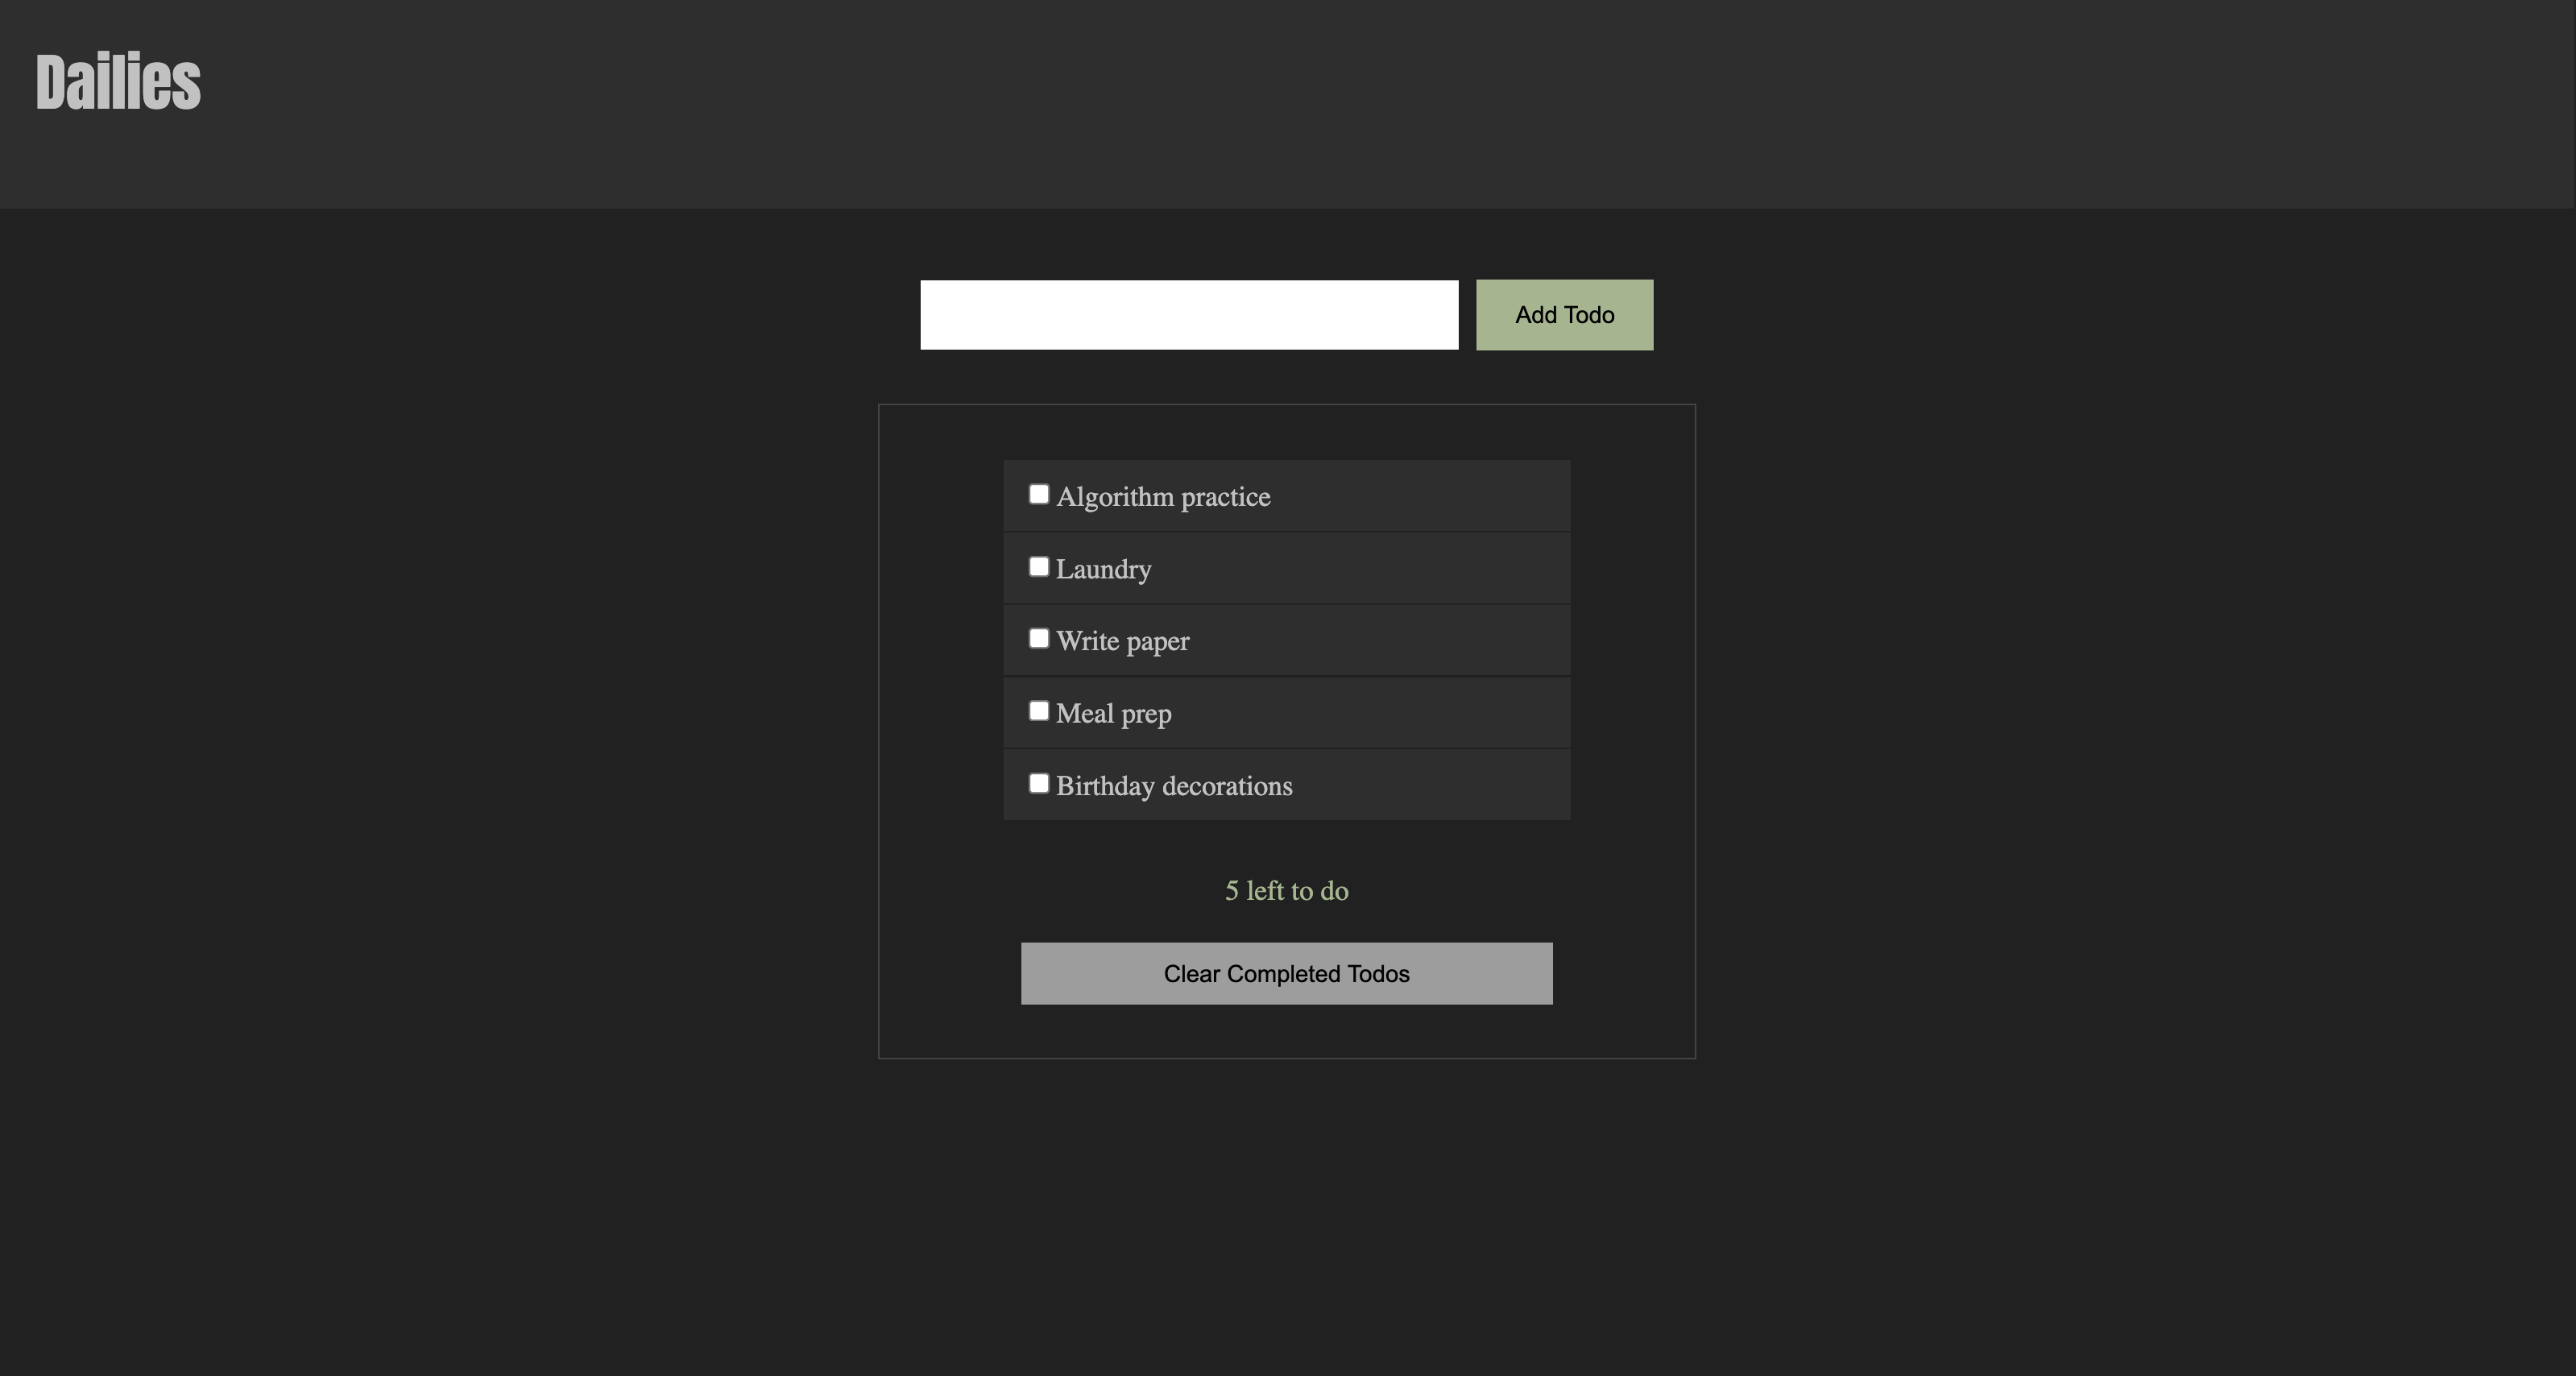 Dailies
Add Todo
Algorithm practice
Laundry
Write paper
Meal prep
Birthday decorations
5 left to do
Clear Completed Todos